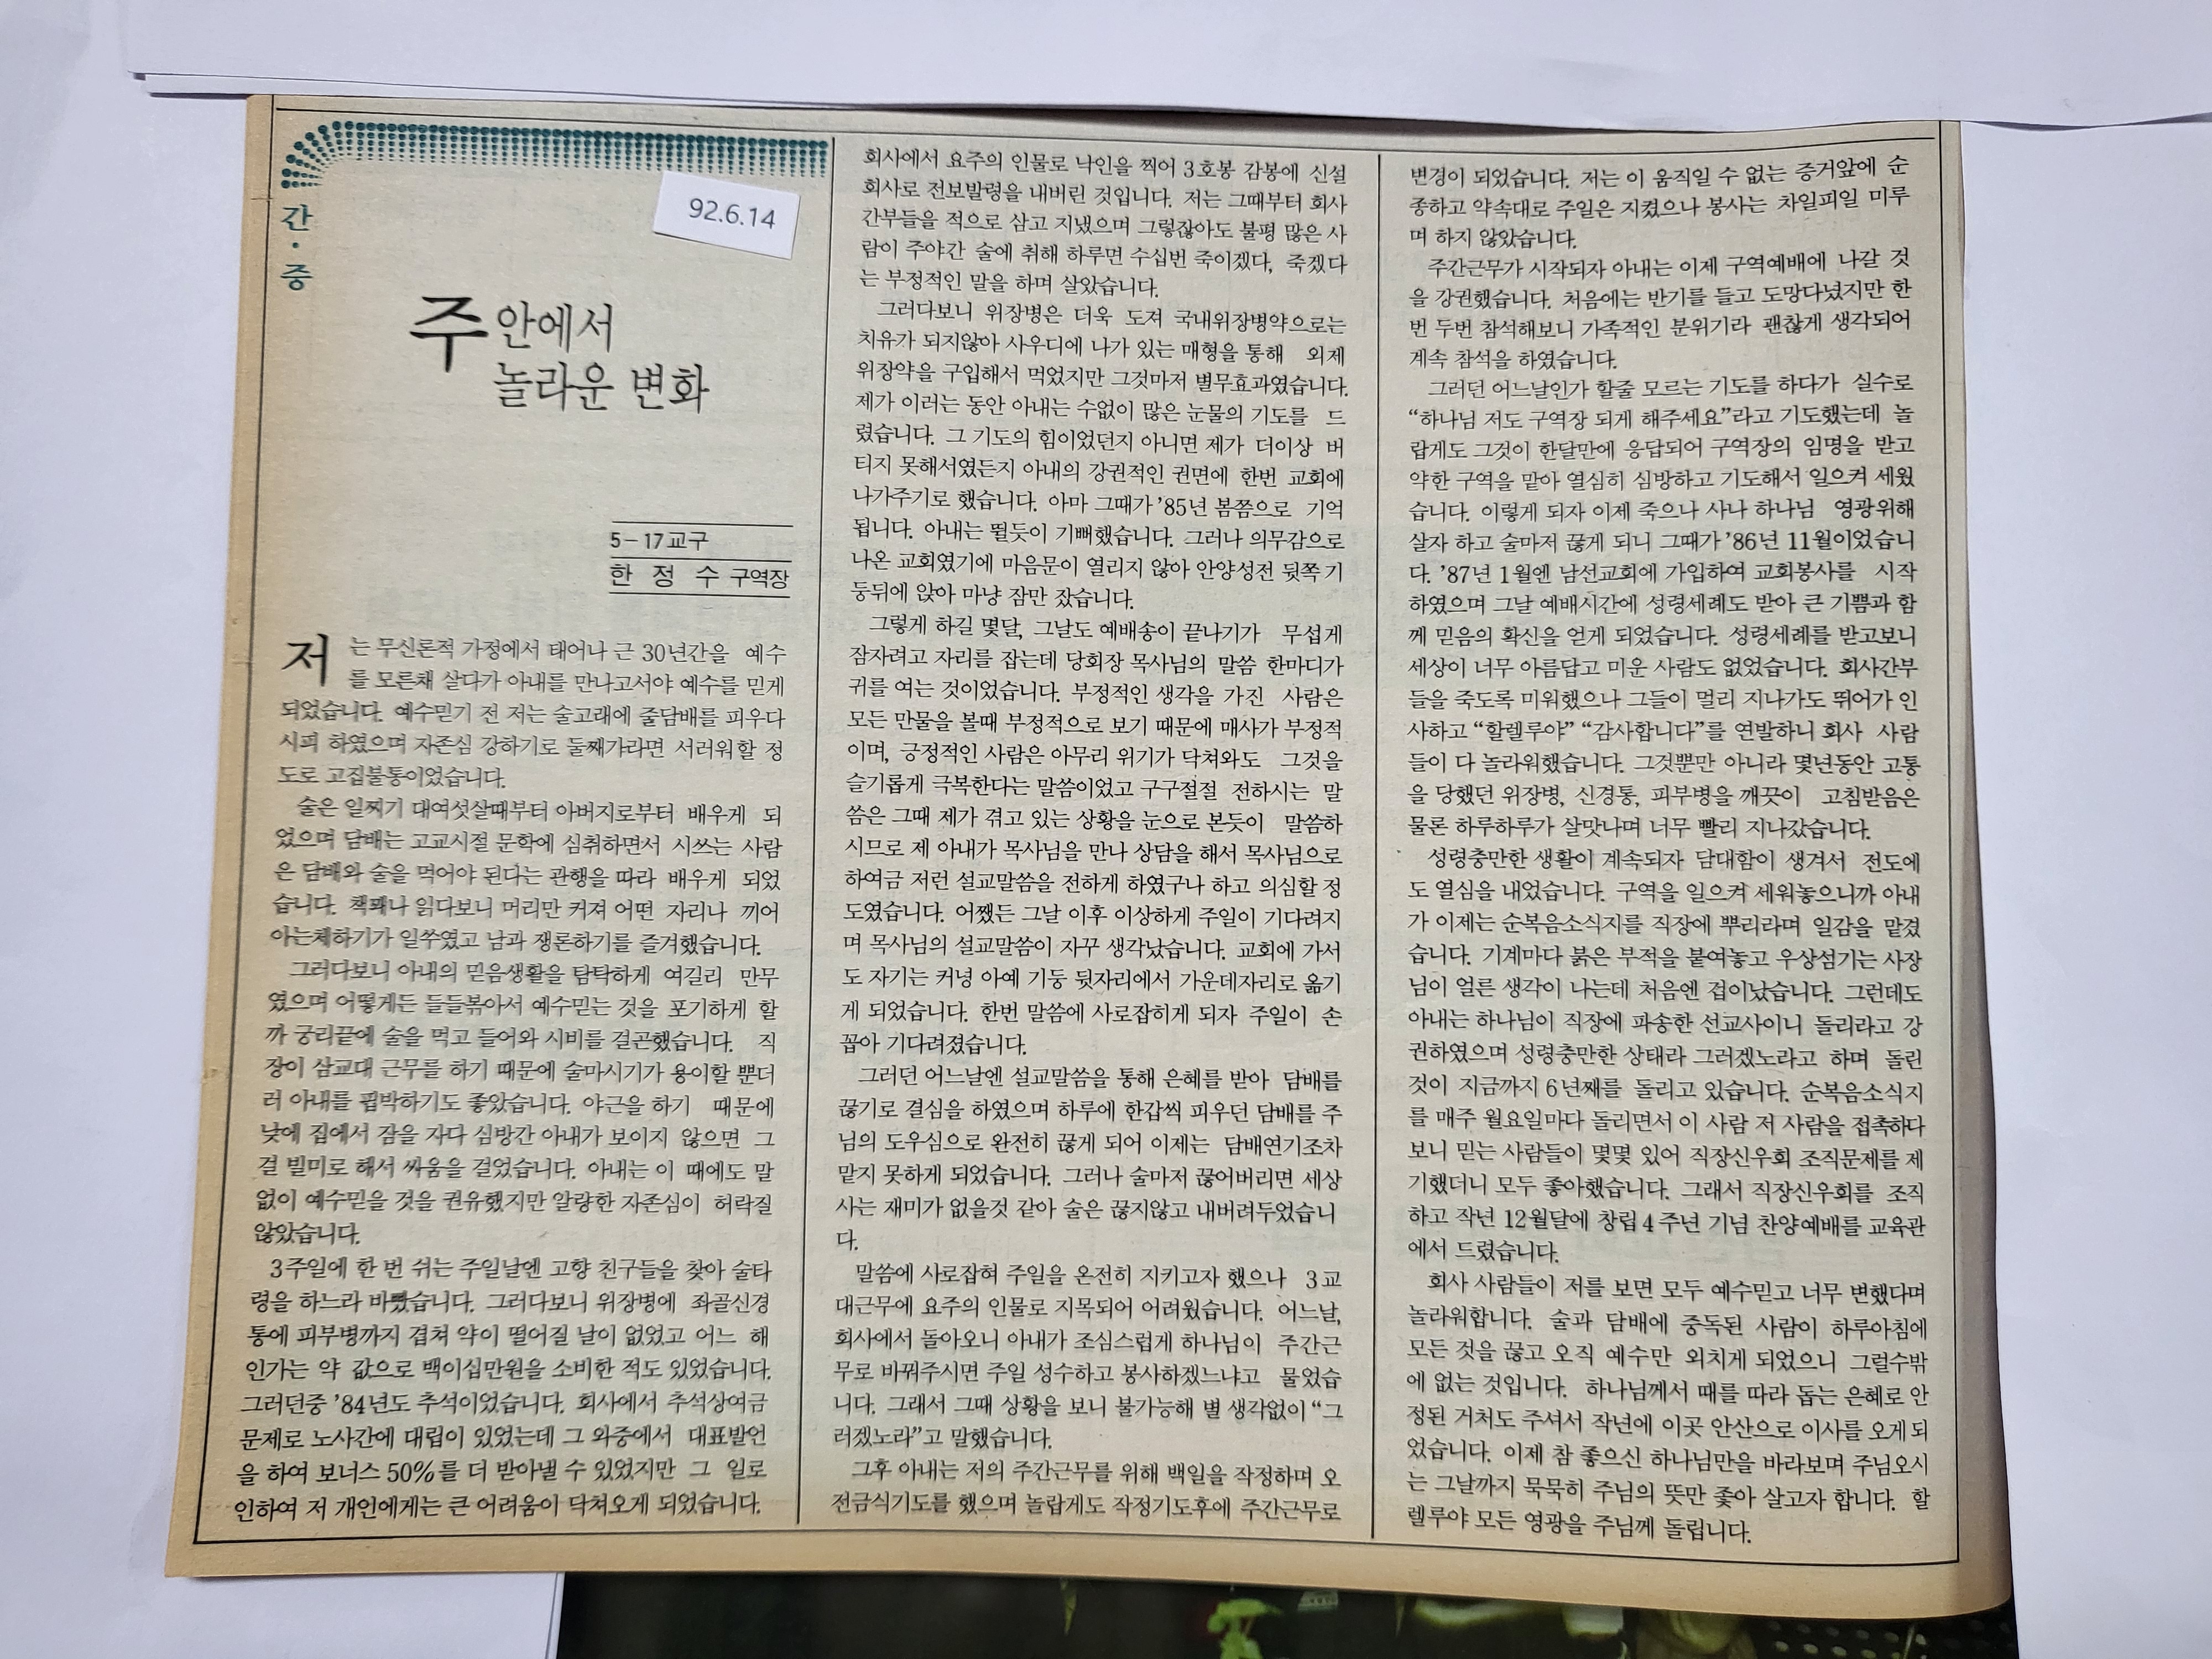 간·증
92.6.14
주 안에서
놀라운 변화
5-17교구
한 정 수 구역장
저는 무신론적 가정에서 태어나 근 30년간을 예수
를 모른채 살다가 아내를 만나고서야 예수를 믿게
되었습니다. 예수믿기 전 저는 술고래에 줄담배를 피우다
시피 하였으며 자존심 강하기로 둘째가라면 서러워할 정
도로 고집불통이었습니다.
술은 일찌기 대여섯살때부터 아버지로부터 배우게 되
었으며 담배는 고교시절 문학에 심취하면서 시쓰는 사람
은 담배와 술을 먹어야 된다는 관행을 따라 배우게 되었
습니다. 책꽤나 읽다보니 머리만 커져 어떤 자리나 끼어
아는체하기가 일쑤였고 남과 쟁론하기를 즐겨했습니다.
그러다보니 아내의 믿음생활을 탐탁하게 여길리 만무
였으며 어떻게든 들들볶아서 예수믿는 것을 포기하게 할
까 궁리끝에 술을 먹고 들어와 시비를 걸곤했습니다. 직
장이 삼교대 근무를 하기 때문에 술마시기가 용이할 뿐더
러 아내를 핍박하기도 좋았습니다. 야근을 하기 때문에
낮에 집에서 잠을 자다 심방간 아내가 보이지 않으면 그
걸 빌미로 해서 싸움을 걸었습니다. 아내는 이 때에도 말
없이 예수믿을 것을 권유했지만 알량한 자존심이 허락질
않았습니다.
3주일에 한 번 쉬는 주일날엔 고향 친구들을 찾아 술타
령을 하느라 바빴습니다. 그러다보니 위장병에 좌골신경
통에 피부병까지 겹쳐 약이 떨어질 날이 없었고 어느 해
인가는 약 값으로 백이십만원을 소비한 적도 있었습니다.
그러던중 '84년도 추석이었습니다. 회사에서 추석상여금
문제로 노사간에 대립이 있었는데 그 와중에서 대표발언
을 하여 보너스 50%를 더 받아낼 수 있었지만 그 일로
인하여 저 개인에게는 큰 어려움이 닥쳐오게 되었습니다.
회사에서 요주의 인물로 낙인을 찍어 3호봉 감봉에 신설
회사로 전보발령을 내버린 것입니다. 저는 그때부터 회사
간부들을 적으로 삼고 지냈으며 그렇잖아도 불평 많은 사
람이 주야간 술에 취해 하루면 수십번 죽이겠다, 죽겠다
는 부정적인 말을 하며 살았습니다.
그러다보니 위장병은 더욱 도져 국내위장병약으로는
치유가 되지않아 사우디에 나가 있는 매형을 통해 외제
위장약을 구입해서 먹었지만 그것마저 별무효과였습니다.
제가 이러는 동안 아내는 수없이 많은 눈물의 기도를 드
렸습니다. 그 기도의 힘이었던지 아니면 제가 더이상 버
티지 못해서였든지 아내의 강권적인 권면에 한번 교회에
나가주기로 했습니다. 아마 그때가 '85년 봄쯤으로 기억
됩니다. 아내는 뛸듯이 기뻐했습니다. 그러나 의무감으로
나온 교회였기에 마음문이 열리지 않아 안양성전 뒷쪽 기
둥뒤에 앉아 마냥 잠만 잤습니다.
그렇게 하길 몇달, 그날도 예배송이 끝나기가 무섭게
잠자려고 자리를 잡는데 당회장 목사님의 말씀 한마디가
귀를 여는 것이었습니다. 부정적인 생각을 가진 사람은
모든 만물을 볼때 부정적으로 보기 때문에 매사가 부정적
이며, 긍정적인 사람은 아무리 위기가 닥쳐와도 그것을
슬기롭게 극복한다는 말씀이었고 구구절절 전하시는 말
씀은 그때 제가 겪고 있는 상황을 눈으로 본듯이 말씀하
시므로 제 아내가 목사님을 만나 상담을 해서 목사님으로
하여금 저런 설교말씀을 전하게 하였구나 하고 의심할 정
도였습니다. 어쨌든 그날 이후 이상하게 주일이 기다려지
며 목사님의 설교말씀이 자꾸 생각났습니다. 교회에 가서
도 자기는 커녕 아예 기둥 뒷자리에서 가운데자리로 옮기
게 되었습니다. 한번 말씀에 사로잡히게 되자 주일이 손
꼽아 기다려졌습니다.
그러던 어느날엔 설교말씀을 통해 은혜를 받아 담배를
끊기로 결심을 하였으며 하루에 한갑씩 피우던 담배를 주
님의 도우심으로 완전히 끊게 되어 이제는 담배연기조차
맡지 못하게 되었습니다. 그러나 술마저 끊어버리면 세상
사는 재미가 없을것 같아 술은 끊지않고 내버려두었습니
다.
말씀에 사로잡혀 주일을 온전히 지키고자 했으나 3교
대근무에 요주의 인물로 지목되어 어려웠습니다. 어느날,
회사에서 돌아오니 아내가 조심스럽게 하나님이 주간근
무로 바꿔주시면 주일 성수하고 봉사하겠느냐고 물었습
니다. 그래서 그때 상황을 보니 불가능해 별 생각없이 “그
러겠노라”고 말했습니다.
그후 아내는 저의 주간근무를 위해 백일을 작정하며 오
전금식기도를 했으며 놀랍게도 작정기도후에 주간근무로
변경이 되었습니다. 저는 이 움직일 수 없는 증거앞에 순
종하고 약속대로 주일은 지켰으나 봉사는 차일피일 미루
며 하지 않았습니다.
주간근무가 시작되자 아내는 이제 구역예배에 나갈 것
을 강권했습니다. 처음에는 반기를 들고 도망다녔지만 한
번 두번 참석해보니 가족적인 분위기라 괜찮게 생각되어
계속 참석을 하였습니다.
그러던 어느날인가 할줄 모르는 기도를 하다가 실수로
“하나님 저도 구역장 되게 해주세요”라고 기도했는데 놀
랍게도 그것이 한달만에 응답되어 구역장의 임명을 받고
약한 구역을 맡아 열심히 심방하고 기도해서 일으켜 세웠
습니다. 이렇게 되자 이제 죽으나 사나 하나님 영광위해
살자 하고 술마저 끊게 되니 그때가 '86년 11월이었습니
다. '87년 1월엔 남선교회에 가입하여 교회봉사를 시작
하였으며 그날 예배시간에 성령세례도 받아 큰 기쁨과 함
께 믿음의 확신을 얻게 되었습니다. 성령세례를 받고보니
세상이 너무 아름답고 미운 사람도 없었습니다. 회사간부
들을 죽도록 미워했으나 그들이 멀리 지나가도 뛰어가 인
사하고 “할렐루야” “감사합니다”를 연발하니 회사 사람
들이 다 놀라워했습니다. 그것뿐만 아니라 몇년동안 고통
을 당했던 위장병, 신경통, 피부병을 깨끗이 고침받음은
물론 하루하루가 살맛나며 너무 빨리 지나갔습니다.
성령충만한 생활이 계속되자 담대함이 생겨서 전도에
도 열심을 내었습니다. 구역을 일으켜 세워놓으니까 아내
가 이제는 순복음소식지를 직장에 뿌리라며 일감을 맡겼
습니다. 기계마다 붉은 부적을 붙여놓고 우상섬기는 사장
님이 얼른 생각이 나는데 처음엔 겁이났습니다. 그런데도
아내는 하나님이 직장에 파송한 선교사이니 돌리라고 강
권하였으며 성령충만한 상태라 그러겠노라고 하며 돌린
것이 지금까지 6년째를 돌리고 있습니다. 순복음소식지
를 매주 월요일마다 돌리면서 이 사람 저 사람을 접촉하다
보니 믿는 사람들이 몇몇 있어 직장신우회 조직문제를 제
기했더니 모두 좋아했습니다. 그래서 직장신우회를 조직
하고 작년 12월달에 창립 4주년 기념 찬양예배를 교육관
에서 드렸습니다.
회사 사람들이 저를 보면 모두 예수믿고 너무 변했다며
놀라워합니다. 술과 담배에 중독된 사람이 하루아침에
모든 것을 끊고 오직 예수만 외치게 되었으니 그럴수밖
에 없는 것입니다. 하나님께서 때를 따라 돕는 은혜로 안
정된 거처도 주셔서 작년에 이곳 안산으로 이사를 오게 되
었습니다. 이제 참 좋으신 하나님만을 바라보며 주님오시
는 그날까지 묵묵히 주님의 뜻만 좇아 살고자 합니다. 할
렐루야 모든 영광을 주님께 돌립니다.